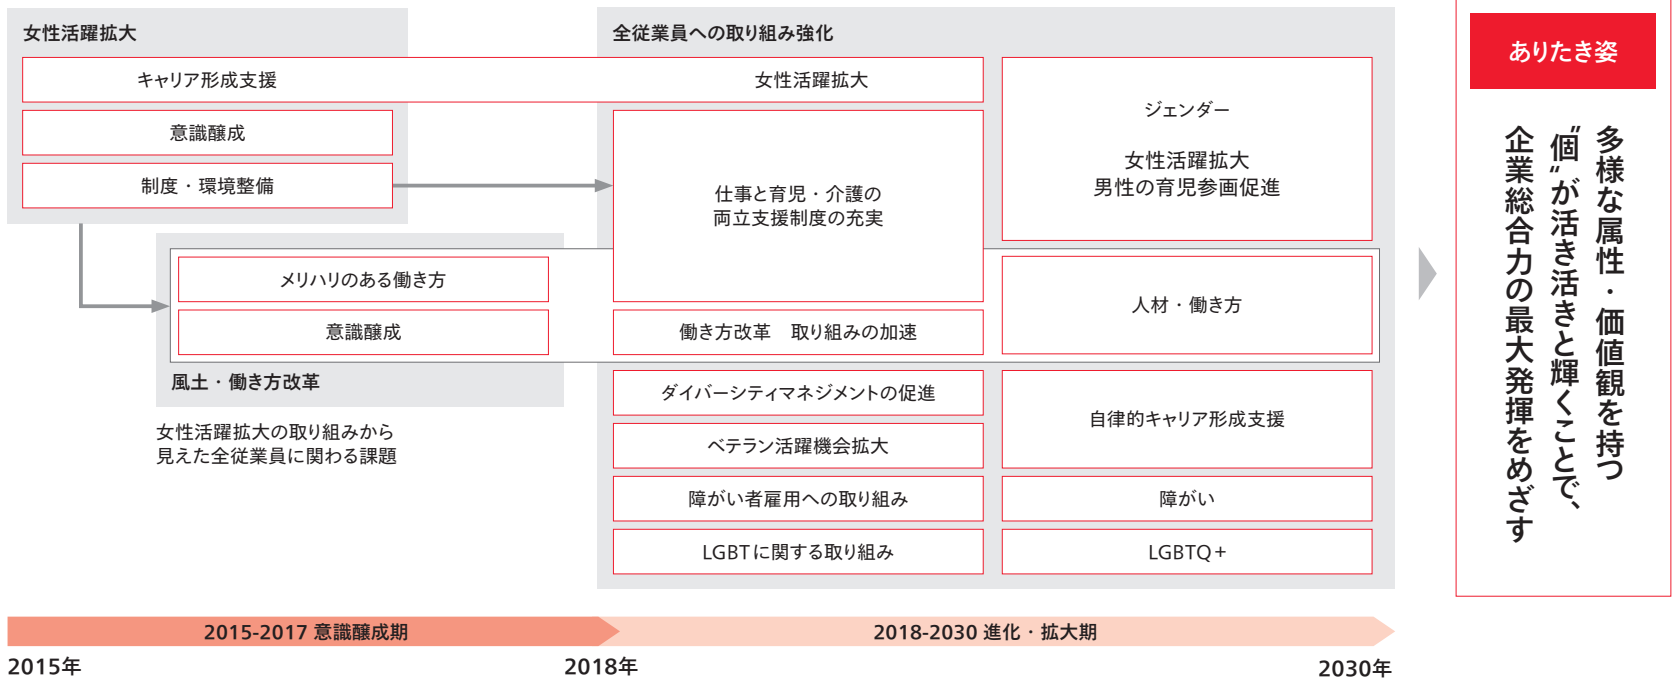 女性活躍拡大
キャリア形成支援
意識醸成
制度・環境整備
メリハリのある働き方
意識醸成
風土・働き方改革
女性活躍拡大の取り組みから
見えた全従業員に関わる課題
全従業員への取り組み強化
女性活躍拡大
仕事と育児・介護の
両立支援制度の充実
働き方改革　取り組みの加速
ダイバーシティマネジメントの促進
ベテラン活躍機会拡大
障がい者雇用への取り組み
LGBTに関する取り組み
ジェンダー
女性活躍拡大
男性の育児参画促進
人材・働き方
自律的キャリア形成支援
障がい
LGBTQ+
ありたき姿
多様な属性・価値観を持つ
“個”が活き活きと輝くことで、
企業総合力の最大発揮をめざす
2015-2017 意識醸成期
2018-2030 進化・拡大期
2015年
2018年
2030年